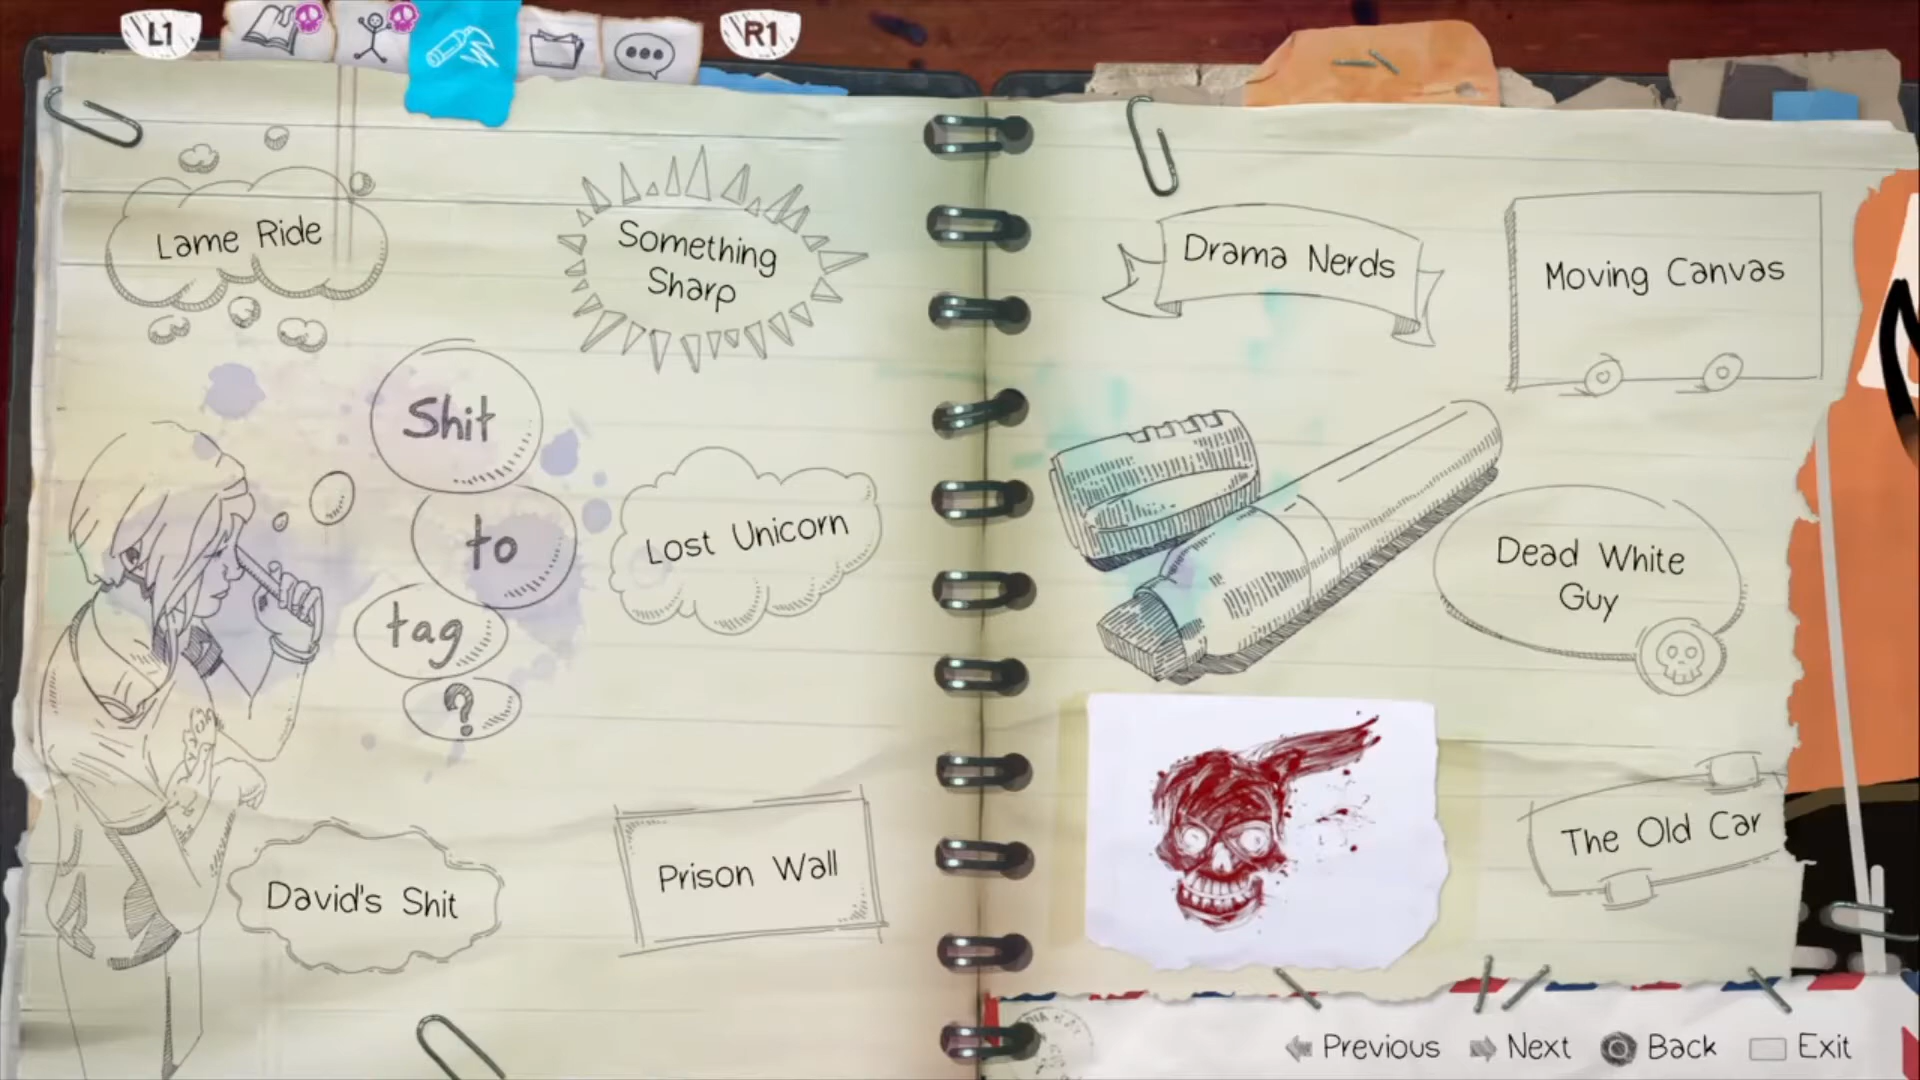 L1
R1
Lame Ride
Something
Sharp
Shit
to
tag
?
Lost Unicorn
David's Shit
Prison Wall
Drama Nerds
Moving Canvas
Dead White
Guy
The Old Car
Previous
Next
Back
Exit